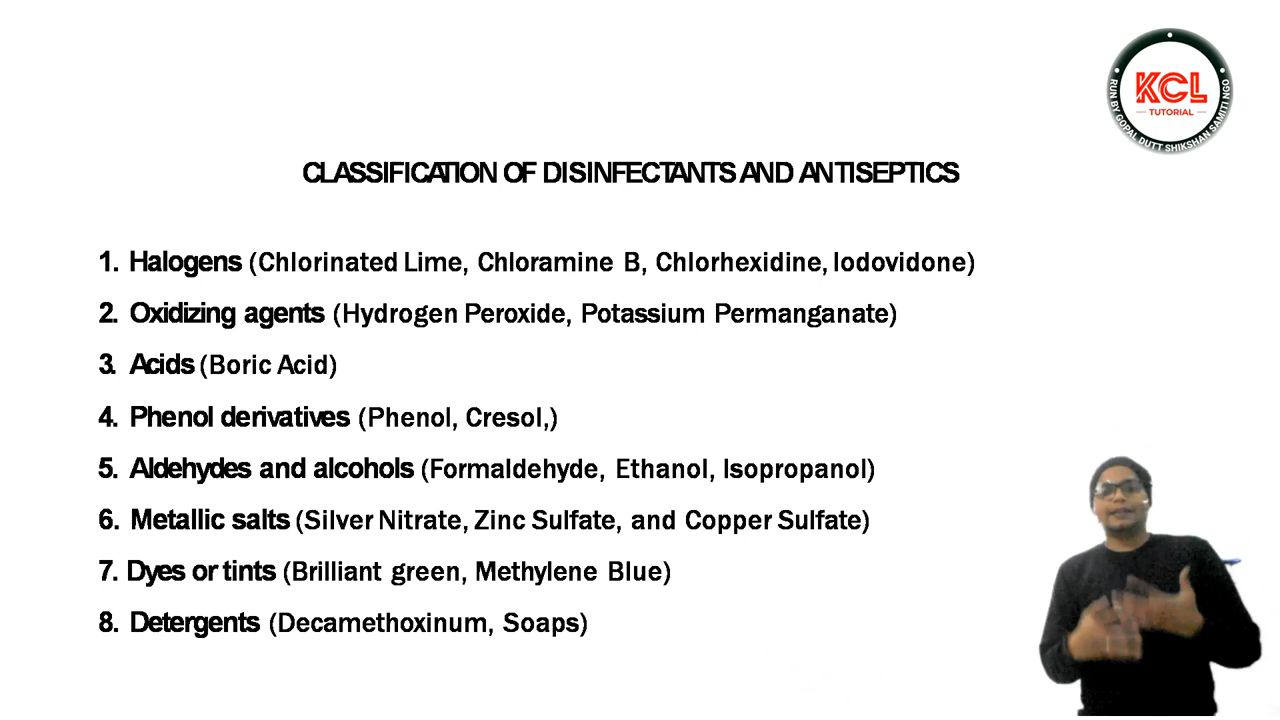 KCL
TUTORIAL
RUN BY GOPAL DUTT SHIKSHAN SAMITI NGO
CLASSIFICATION OF DISINFECTANTS AND ANTISEPTICS
1. Halogens (Chlorinated Lime, Chloramine B, Chlorhexidine, Iodovidone)
2. Oxidizing agents (Hydrogen Peroxide, Potassium Permanganate)
3. Acids (Boric Acid)
4. Phenol derivatives (Phenol, Cresol,)
5. Aldehydes and alcohols (Formaldehyde, Ethanol, Isopropanol)
6. Metallic salts (Silver Nitrate, Zinc Sulfate, and Copper Sulfate)
7. Dyes or tints (Brilliant green, Methylene Blue)
8. Detergents (Decamethoxinum, Soaps)